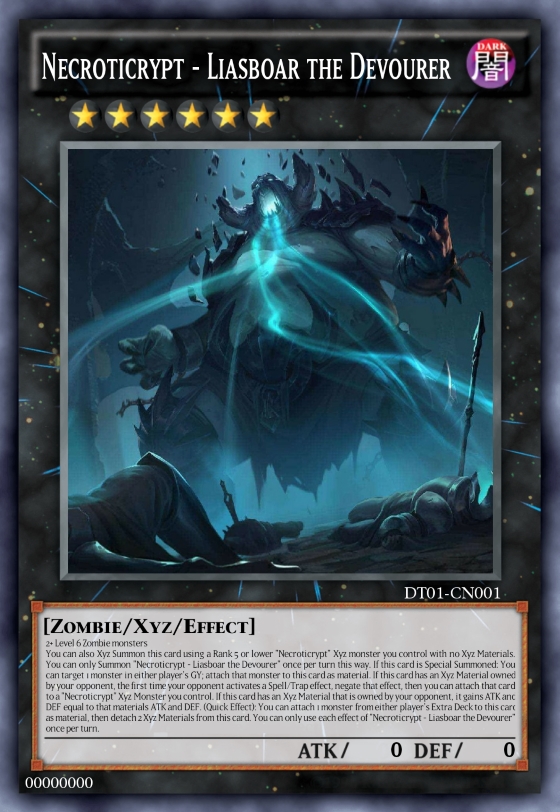 Necroticrypt - Liasboar the Devourer
DARK
闇
DT01-CN001
[Zombie/Xyz/Effect]
2+ Level 6 Zombie monsters
You can also Xyz Summon this card using a Rank 5 or lower "Necroticrypt" Xyz monster you control with no Xyz Materials.
You can only Summon "Necroticrypt - Liasboar the Devourer" once per turn this way. If this card is Special Summoned: You
can target 1 monster in either player's GY; attach that monster to this card as material. If this card has an Xyz Material owned
by your opponent, the first time your opponent activates a Spell/Trap effect, negate that effect, then you can attach that card
to a "Necroticrypt" Xyz Monster you control. If this card has an Xyz Material that is owned by your opponent, it gains ATK and
DEF equal to that materials ATK and DEF. (Quick Effect): You can attach 1 monster from either player's Extra Deck to this card
as material, then detach 2 Xyz Materials from this card. You can only use each effect of "Necroticrypt - Liasboar the Devourer"
once per turn.
ATK/ 0 DEF/ 0
00000000